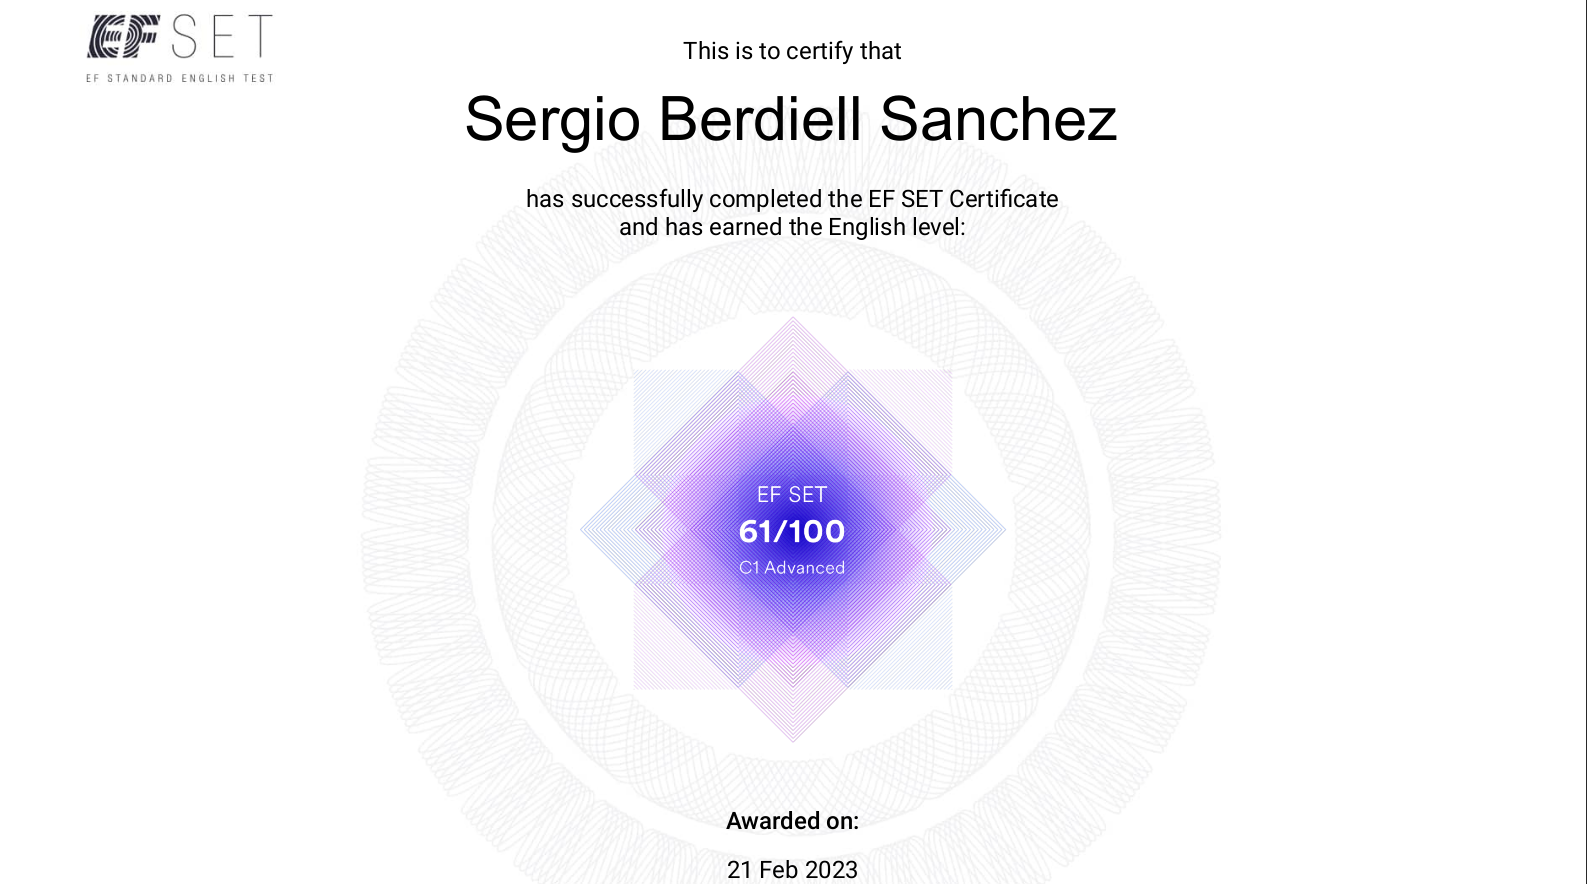 EF SET
EF STANDARD ENGLISH TEST
This is to certify that
Sergio Berdiell Sanchez
has successfully completed the EF SET Certificate
and has earned the English level:
EF SET
61/100
C1 Advanced
Awarded on:
21 Feb 2023